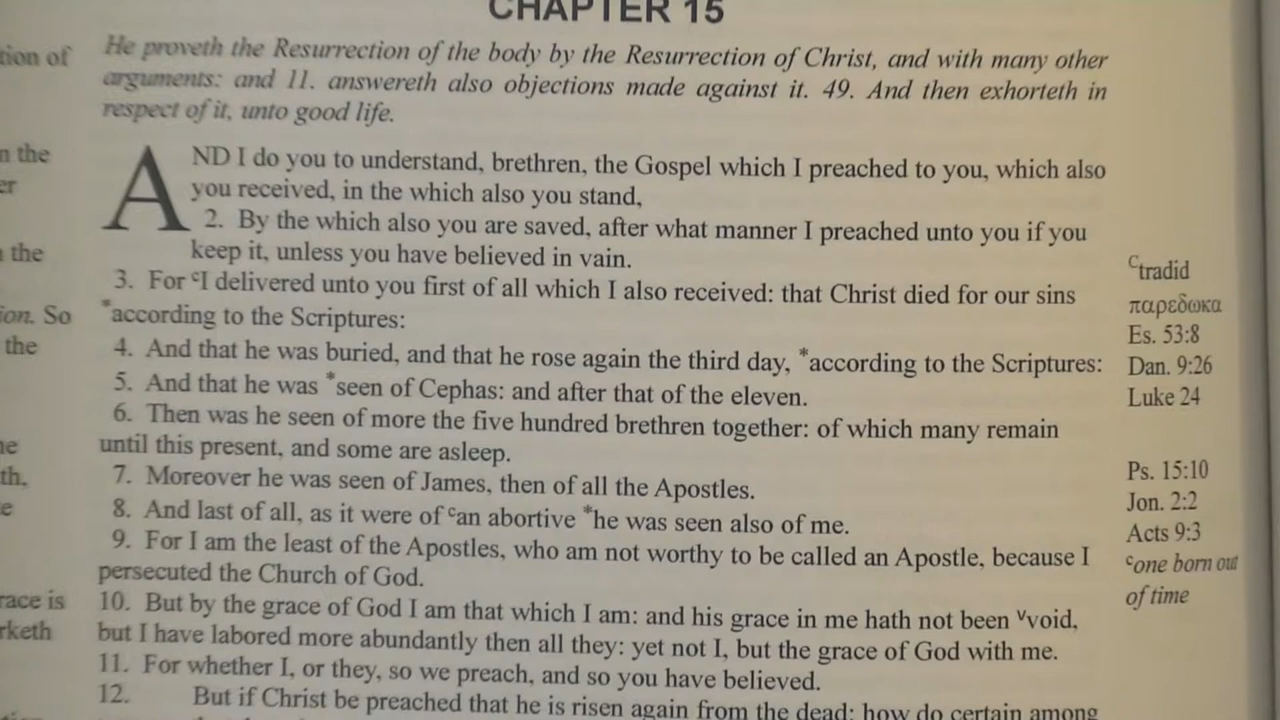 CHAPTER 15
He proveth the Resurrection of the body by the Resurrection of Christ, and with many other
arguments: and 11. answereth also objections made against it. 49. And then exhorteth in
respect of it, unto good life.
AND I do you to understand, brethren, the Gospel which I preached to you, which also
you received, in the which also you stand,
2. By the which also you are saved, after what manner I preached unto you if you
keep it, unless you have believed in vain.
3. For cI delivered unto you first of all which I also received: that Christ died for our sins
*according to the Scriptures:
4. And that he was buried, and that he rose again the third day, *according to the Scriptures:
5. And that he was *seen of Cephas: and after that of the eleven.
6. Then was he seen of more the five hundred brethren together: of which many remain
until this present, and some are asleep.
7. Moreover he was seen of James, then of all the Apostles.
8. And last of all, as it were of can abortive *he was seen also of me.
9. For I am the least of the Apostles, who am not worthy to be called an Apostle, because I
persecuted the Church of God.
10. But by the grace of God I am that which I am: and his grace in me hath not been vvoid,
but I have labored more abundantly then all they: yet not I, but the grace of God with me.
11. For whether I, or they, so we preach, and so you have believed.
12. But if Christ be preached that he is risen again from the dead: how do certain among
Ctradid
παρεδωκα
Es. 53:8
Dan. 9:26
Luke 24
Ps. 15:10
Jon. 2:2
Acts 9:3
cone born out
of time
of
the
the
So
the
is